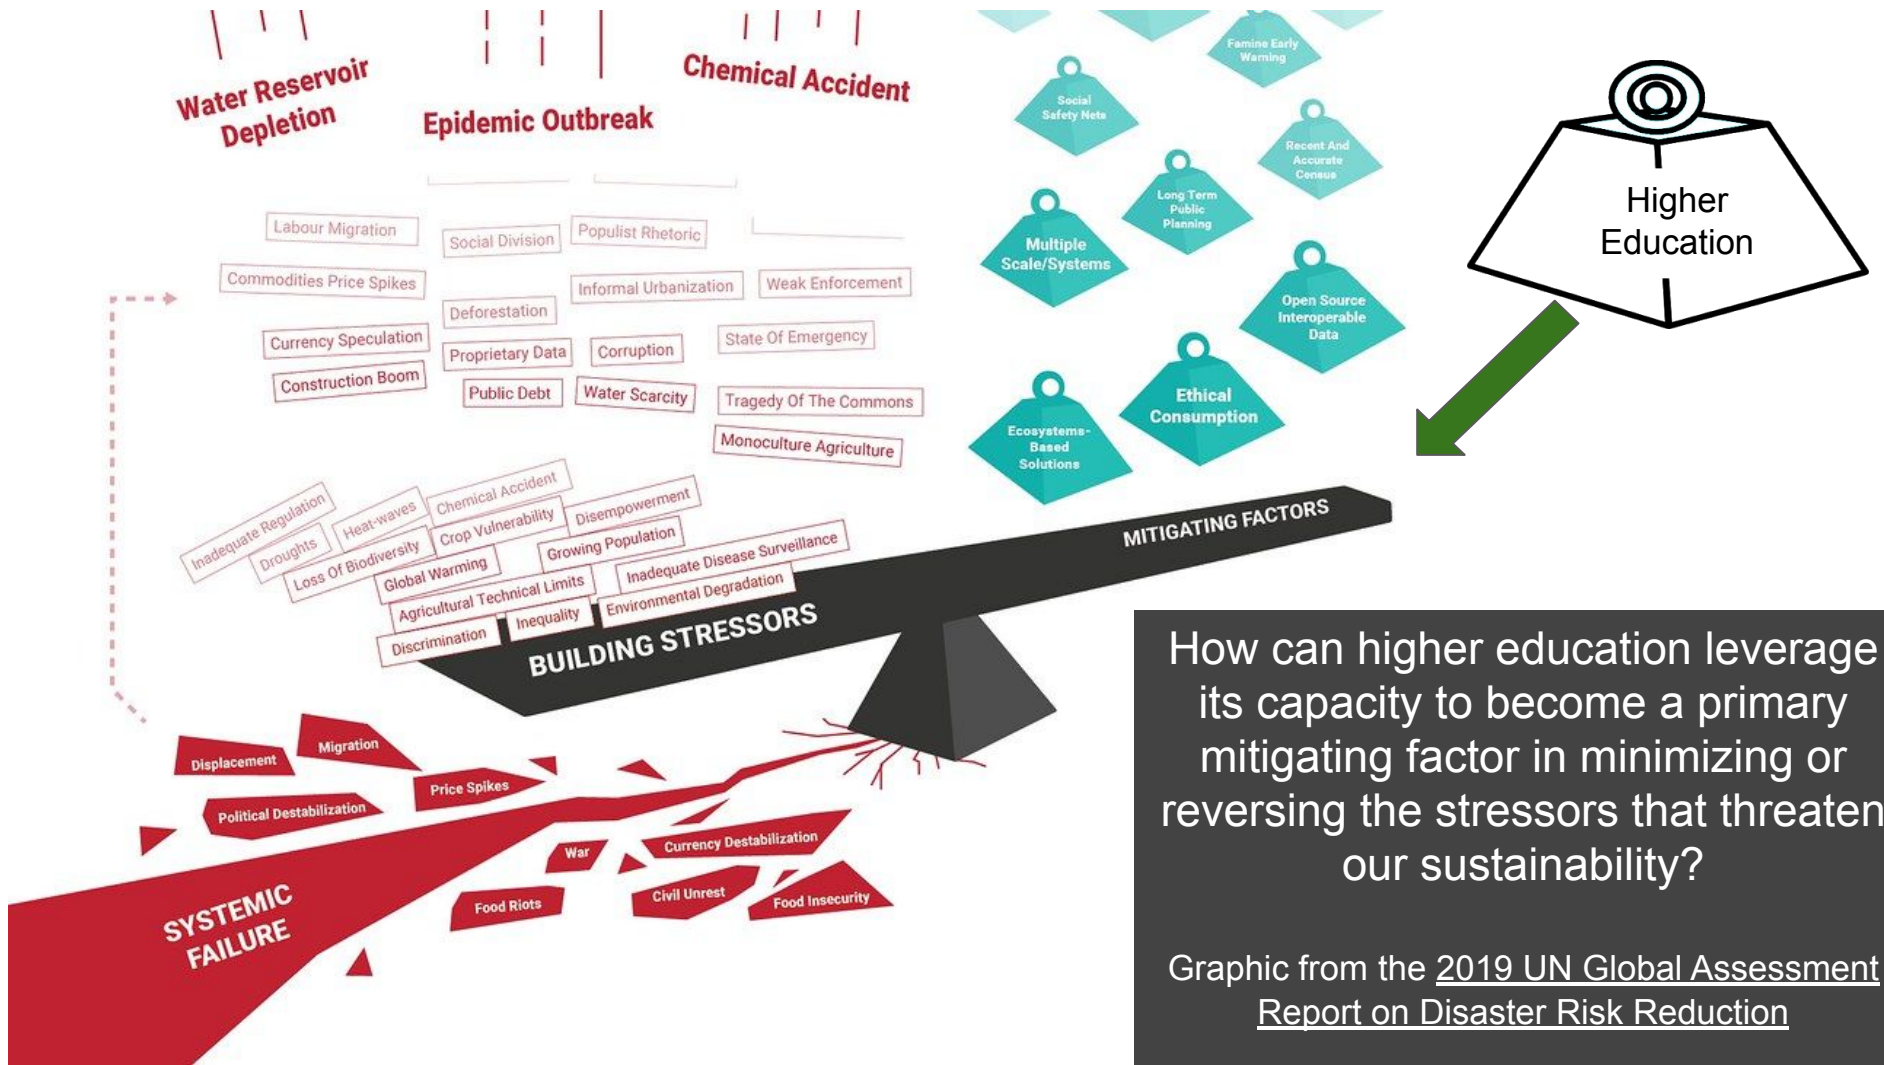 Water Reservoir
Depletion
Epidemic Outbreak
Chemical Accident
Famine Early
Warning
Social
Safety Nets
Recent And
Accurate
Census
Long Term
Public
Planning
Multiple
Scale/Systems
Open Source
Interoperable
Data
Ethical
Consumption
Ecosystems-
Based
Solutions
Higher
Education
Labour Migration
Social Division
Populist Rhetoric
Commodities Price Spikes
Informal Urbanization
Weak Enforcement
Deforestation
Currency Speculation
Proprietary Data
Corruption
State Of Emergency
Construction Boom
Public Debt
Water Scarcity
Tragedy Of The Commons
Monoculture Agriculture
Inadequate Regulation
Heat-waves
Chemical Accident
Disempowerment
Droughts
Loss Of Biodiversity
Crop Vulnerability
Growing Population
Global Warming
Inadequate Disease Surveillance
Agricultural Technical Limits
Environmental Degradation
Discrimination
Inequality
MITIGATING FACTORS
BUILDING STRESSORS
Displacement
Migration
Price Spikes
Political Destabilization
War
Currency Destabilization
Food Riots
Civil Unrest
Food Insecurity
SYSTEMIC
FAILURE
How can higher education leverage
its capacity to become a primary
mitigating factor in minimizing or
reversing the stressors that threaten
our sustainability?
Graphic from the 2019 UN Global Assessment
Report on Disaster Risk Reduction